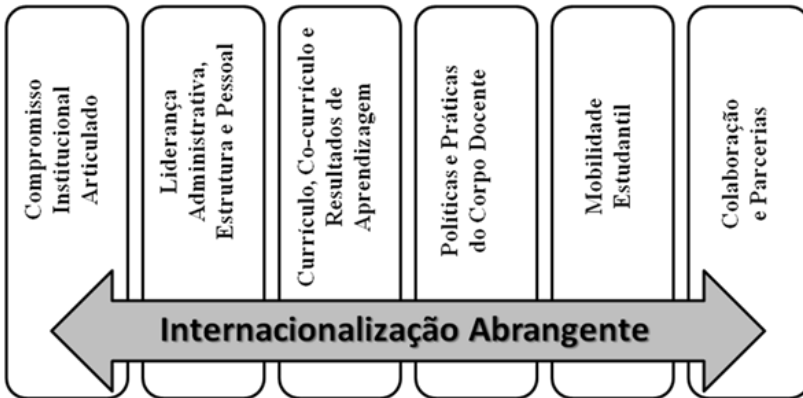 Compromisso
Institucional
Articulado
Liderança
Administrativa,
Estrutura e Pessoal
Currículo, Co-currículo e
Resultados de
Aprendizagem
Políticas e Práticas
do Corpo Docente
Mobilidade
Estudantil
Colaboração
e Parcerias
Internacionalização Abrangente